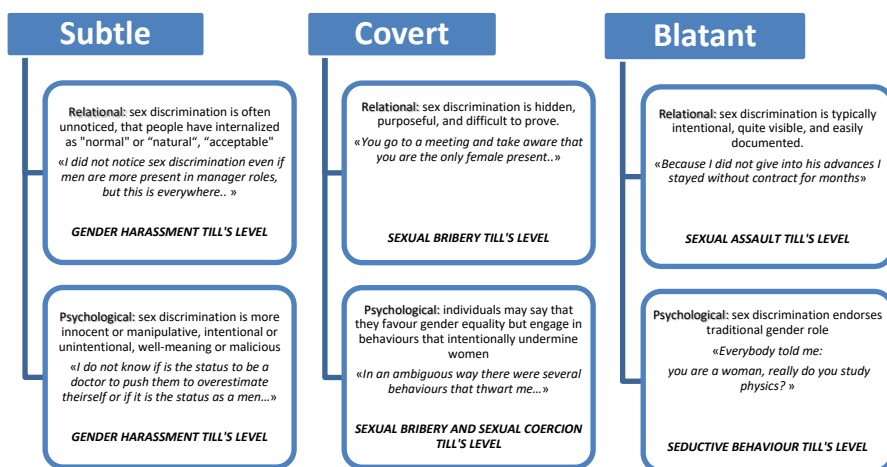 Subtle
Relational: sex discrimination is often
unnoticed, that people have internalized
as "normal" or “natural“, “acceptable"
«I did not notice sex discrimination even if
men are more present in manager roles,
but this is everywhere.. »
GENDER HARASSMENT TILL'S LEVEL
Psychological: sex discrimination is more
innocent or manipulative, intentional or
unintentional, well-meaning or malicious
«I do not know if is the status to be a
doctor to push them to overestimate
theirself or if it is the status as a men…»
GENDER HARASSMENT TILL'S LEVEL
Covert
Relational: sex discrimination is hidden,
purposeful, and difficult to prove.
«You go to a meeting and take aware that
you are the only female present..»
SEXUAL BRIBERY TILL'S LEVEL
Psychological: individuals may say that
they favour gender equality but engage in
behaviours that intentionally undermine
women
«In an ambiguous way there were several
behaviours that thwart me…»
SEXUAL BRIBERY AND SEXUAL COERCION
TILL'S LEVEL
Blatant
Relational: sex discrimination is typically
intentional, quite visible, and easily
documented.
«Because I did not give into his advances I
stayed without contract for months»
SEXUAL ASSAULT TILL'S LEVEL
Psychological: sex discrimination endorses
traditional gender role
«Everybody told me:
you are a woman, really do you study
physics? »
SEDUCTIVE BEHAVIOUR TILL'S LEVEL